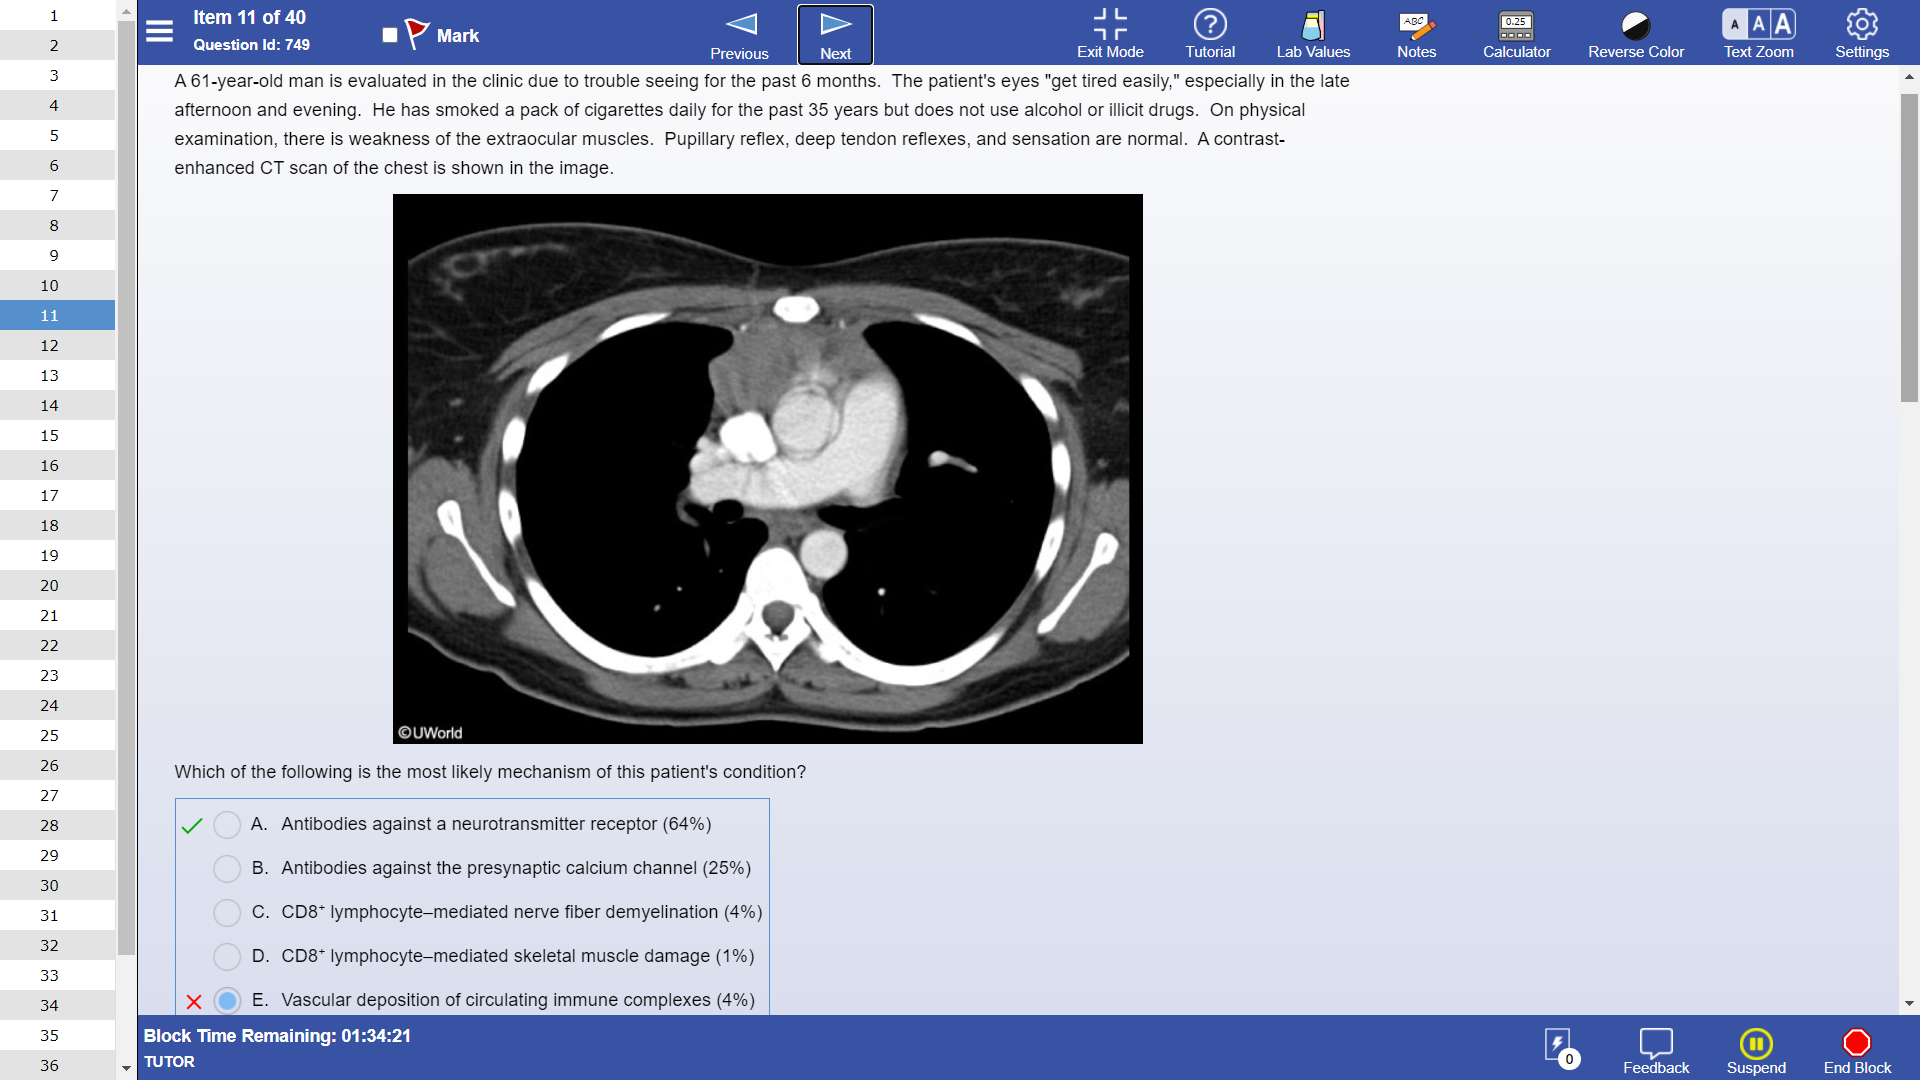 Item 11 of 40
Question Id: 749
Mark
Previous
Next
Exit Mode
Tutorial
Lab Values
ABC
Notes
0.25
Calculator
Reverse Color
A A A
Text Zoom
Settings
1
2
3
4
5
6
7
8
9
10
11
12
13
14
15
16
17
18
19
20
21
22
23
24
25
26
27
28
29
30
31
32
33
34
35
36
A 61-year-old man is evaluated in the clinic due to trouble seeing for the past 6 months.  The patient's eyes "get tired easily," especially in the late
afternoon and evening.  He has smoked a pack of cigarettes daily for the past 35 years but does not use alcohol or illicit drugs.  On physical
examination, there is weakness of the extraocular muscles.  Pupillary reflex, deep tendon reflexes, and sensation are normal.  A contrast-
enhanced CT scan of the chest is shown in the image.
©UWorld
Which of the following is the most likely mechanism of this patient's condition?
A. Antibodies against a neurotransmitter receptor (64%)
B. Antibodies against the presynaptic calcium channel (25%)
C. CD8⁺ lymphocyte–mediated nerve fiber demyelination (4%)
D. CD8⁺ lymphocyte–mediated skeletal muscle damage (1%)
E. Vascular deposition of circulating immune complexes (4%)
Block Time Remaining: 01:34:21
TUTOR
0
Feedback
Suspend
End Block